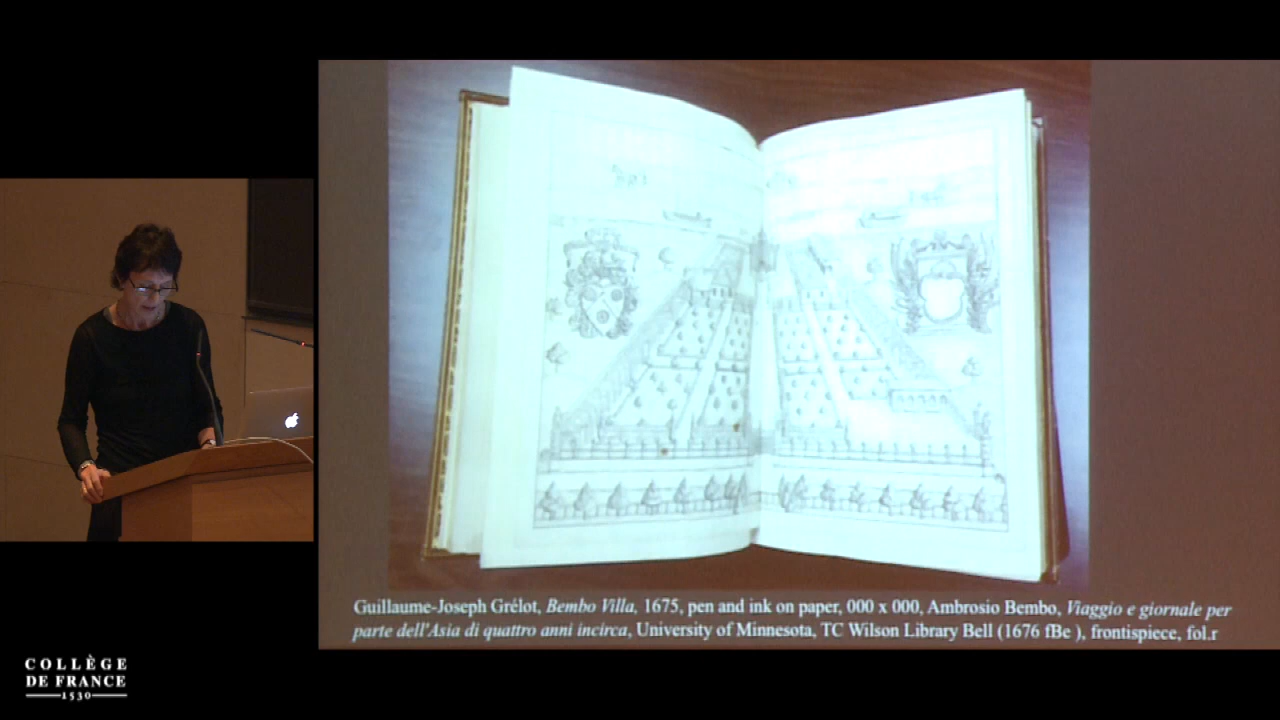 Guillaume-Joseph Grélot, Bembo Villa, 1675, pen and ink on paper, 000 x 000, Ambrosio Bembo, Viaggio e giornale per
parte dell'Asia di quattro anni incirca, University of Minnesota, TC Wilson Library Bell (1676 fBe ), frontispiece, fol.r
COLLÈGE
DE FRANCE
1530